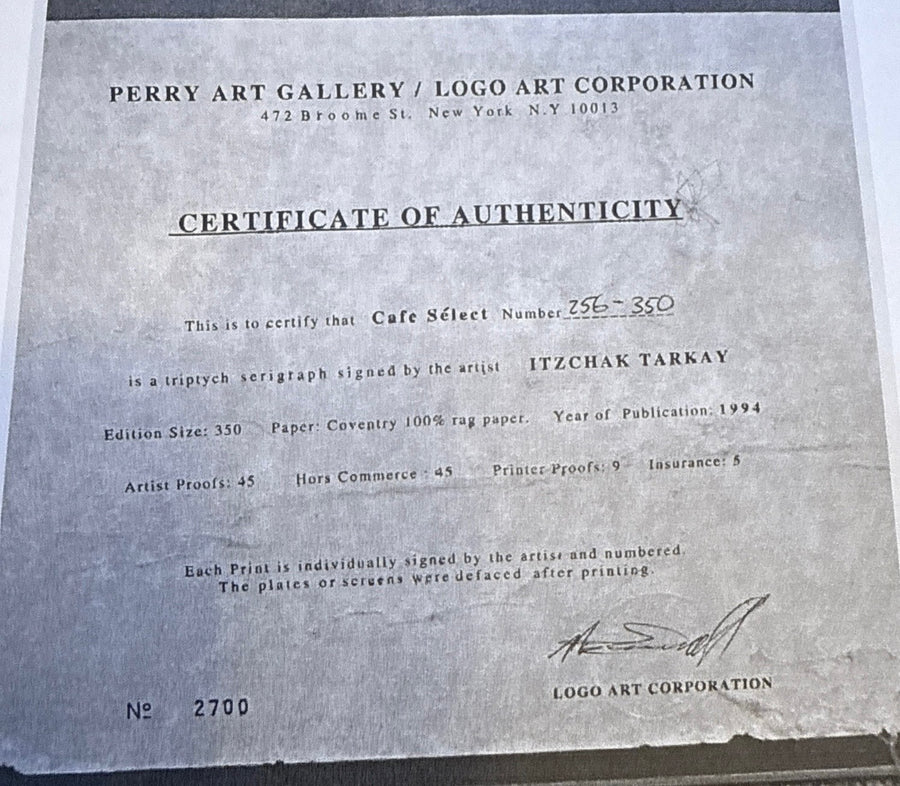 PERRY ART GALLERY / LOGO ART CORPORATION
472 Broome St. New York N.Y 10013
CERTIFICATE OF AUTHENTICITY
This is to certify that Cafe Sélect Number 256-350
is a triptych serigraph signed by the artist ITZCHAK TARKAY
Edition Size: 350 Paper: Coventry 100% rag paper. Year of Publication: 1994
Artist Proofs: 45 Hors Commerce : 45 Printer Proofs: 9 Insurance: 5
Each Print is individually signed by the artist and numbered.
The plates or screens were defaced after printing.
LOGO ART CORPORATION
Nº 2700